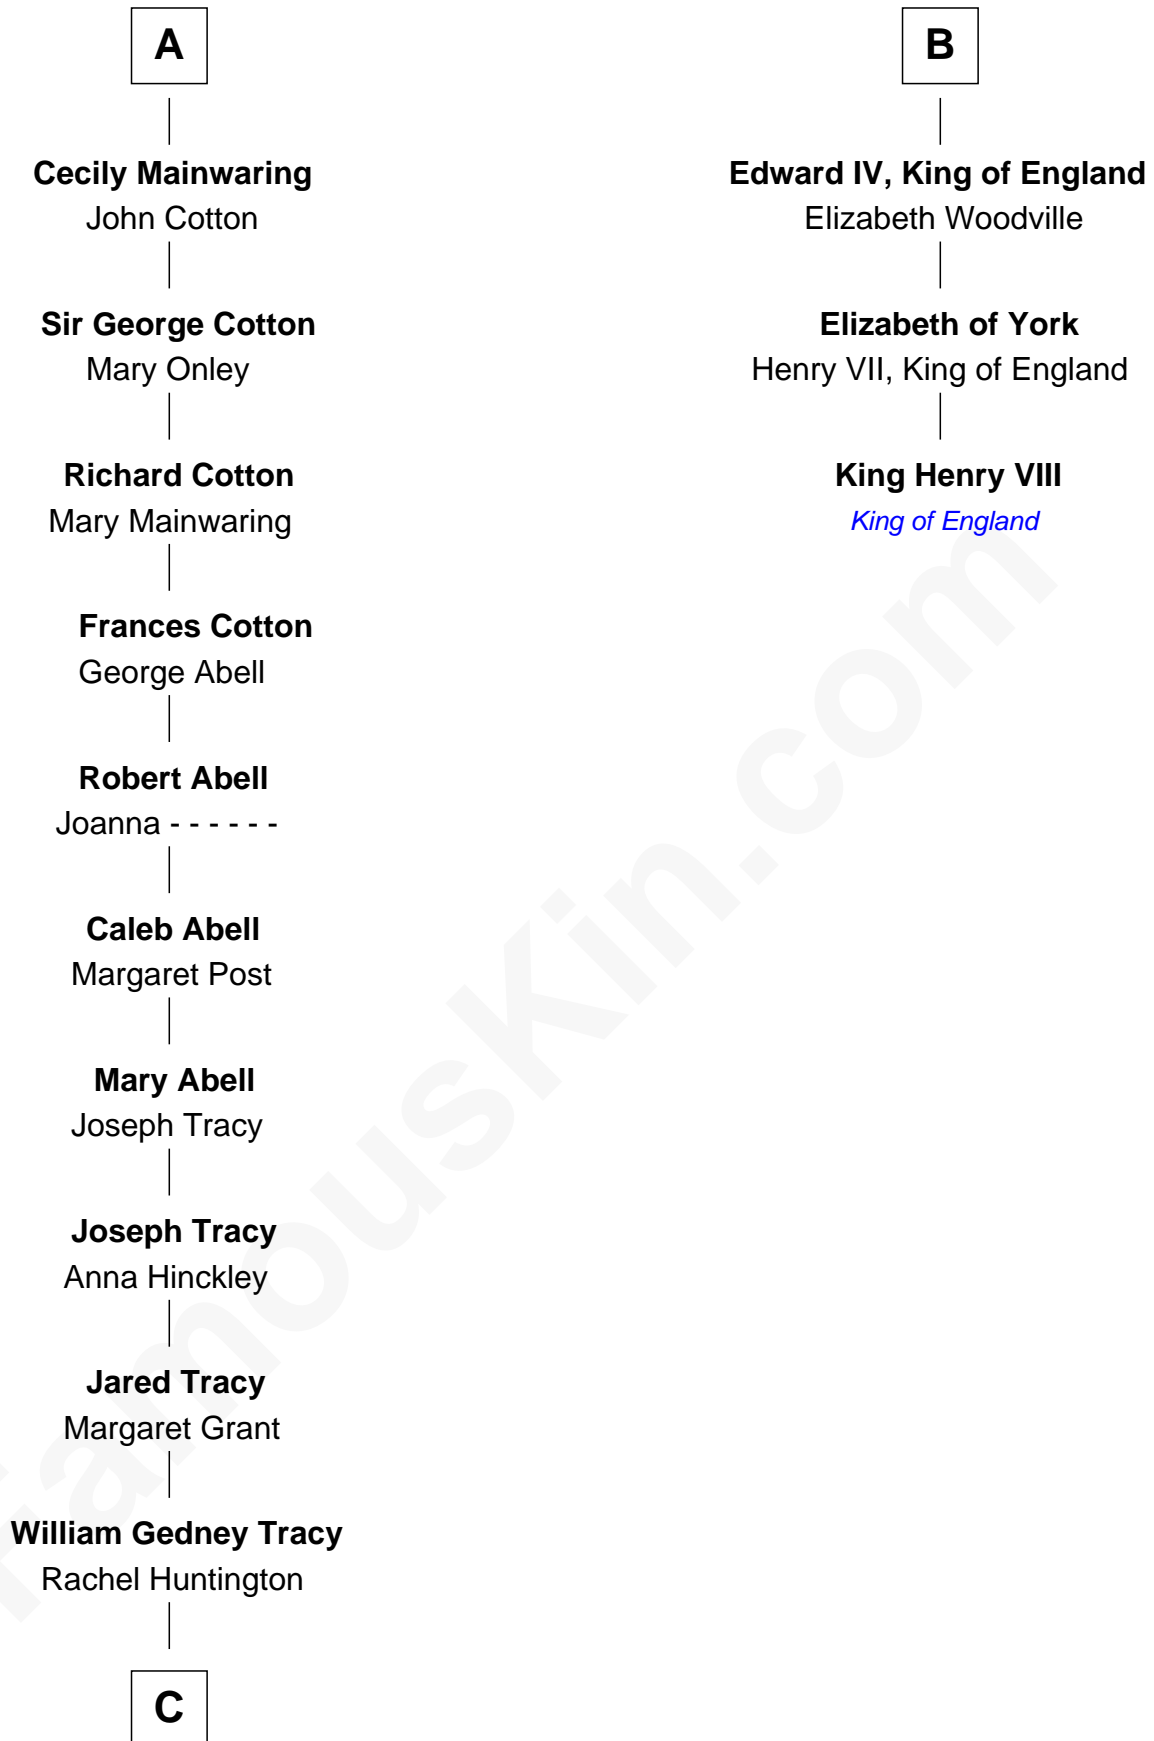 A
Cecily Mainwaring
John Cotton
Sir George Cotton
Mary Onley
Richard Cotton
Mary Mainwaring
Frances Cotton
George Abell
Robert Abell
Joanna - - - - - -
Caleb Abell
Margaret Post
Mary Abell
Joseph Tracy
Joseph Tracy
Anna Hinckley
Jared Tracy
Margaret Grant
William Gedney Tracy
Rachel Huntington
C
B
Edward IV, King of England
Elizabeth Woodville
Elizabeth of York
Henry VII, King of England
King Henry VIII
King of England
FamousKin.com